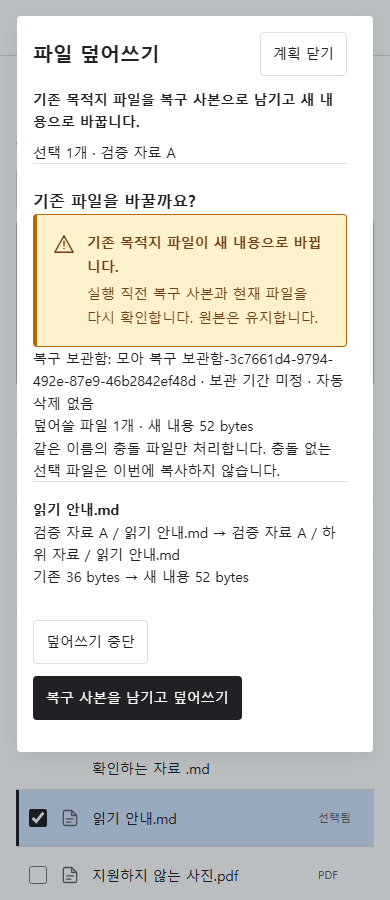 파일 덮어쓰기
계획 닫기
기존 목적지 파일을 복구 사본으로 남기고 새 내
용으로 바꿉니다.
선택 1개 · 검증 자료 A
기존 파일을 바꿀까요?
기존 목적지 파일이 새 내용으로 바뀝
니다.
실행 직전 복구 사본과 현재 파일을
다시 확인합니다. 원본은 유지합니다.
복구 보관함: 모아 복구 보관함-3c7661d4-9794-
492e-87e9-46b2842ef48d · 보관 기간 미정 · 자동
삭제 없음
덮어쓸 파일 1개 · 새 내용 52 bytes
같은 이름의 충돌 파일만 처리합니다. 충돌 없는
선택 파일은 이번에 복사하지 않습니다.
읽기 안내.md
검증 자료 A / 읽기 안내.md → 검증 자료 A / 하
위 자료 / 읽기 안내.md
기존 36 bytes → 새 내용 52 bytes
덮어쓰기 중단
복구 사본을 남기고 덮어쓰기
확인하는 자료 .md
읽기 안내.md
선택됨
지원하지 않는 사진.pdf
PDF